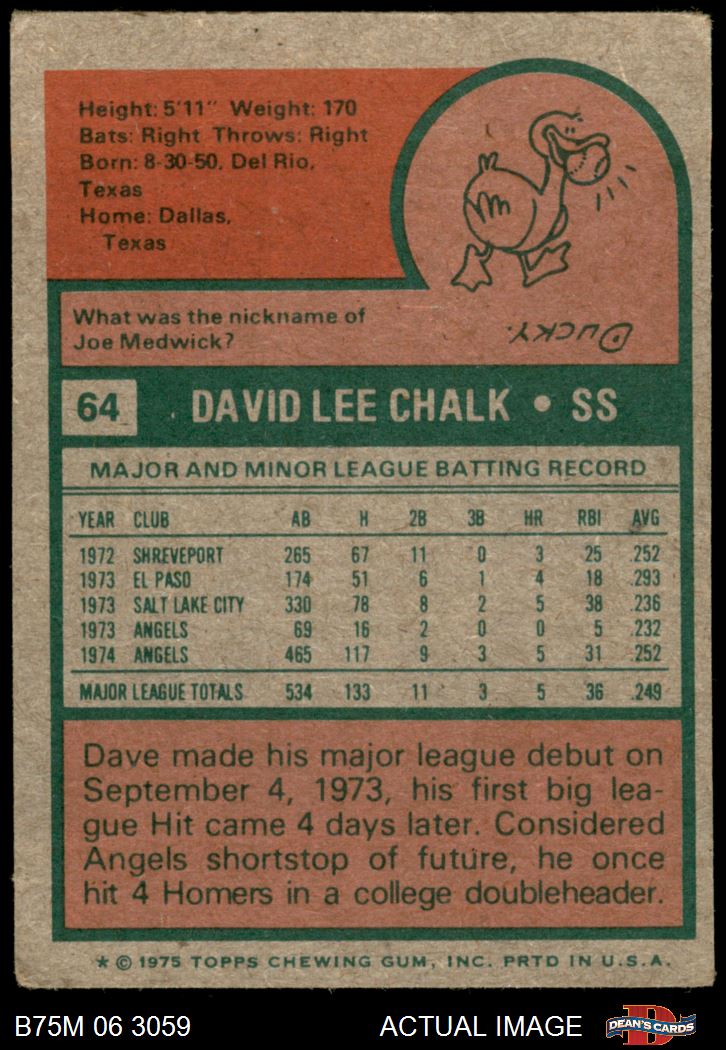 Height: 5'11" Weight: 170
Bats: Right Throws: Right
Born: 8-30-50, Del Rio,
Texas
Home: Dallas,
Texas
What was the nickname of
Joe Medwick?
DUCKY.
64 DAVID LEE CHALK • SS
MAJOR AND MINOR LEAGUE BATTING RECORD
YEAR CLUB AB H 2B 3B HR RBI AVG
1972 SHREVEPORT 265 67 11 0 3 25 .252
1973 EL PASO 174 51 6 1 4 18 .293
1973 SALT LAKE CITY 330 78 8 2 5 38 .236
1973 ANGELS 69 16 2 0 0 5 .232
1974 ANGELS 465 117 9 3 5 31 .252
MAJOR LEAGUE TOTALS 534 133 11 3 5 36 .249
Dave made his major league debut on
September 4, 1973, his first big lea-
gue Hit came 4 days later. Considered
Angels shortstop of future, he once
hit 4 Homers in a college doubleheader.
* © 1975 TOPPS CHEWING GUM, INC. PRTD IN U.S.A.
B75M 06 3059 ACTUAL IMAGE DEAN'S CARDS